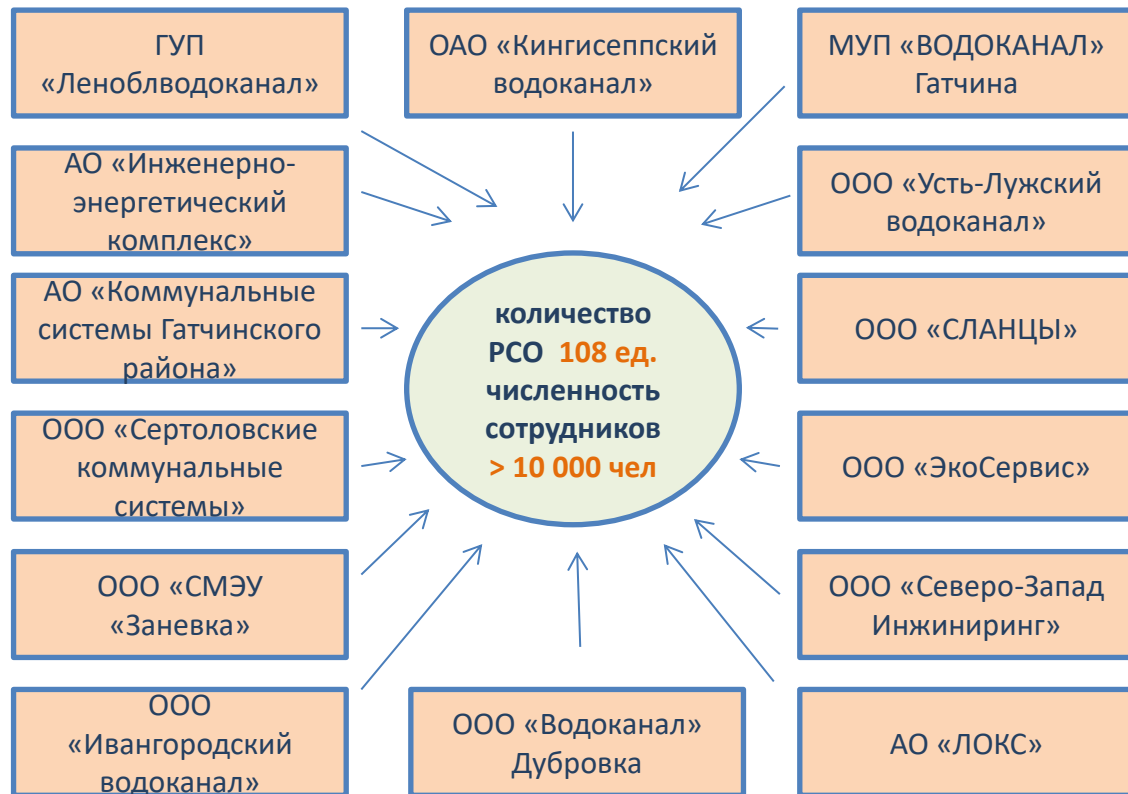 ГУП
«Леноблводоканал»
ОАО «Кингисеппский
водоканал»
МУП «ВОДОКАНАЛ»
Гатчина
АО «Инженерно-
энергетический
комплекс»
ООО «Усть-Лужский
водоканал»
АО «Коммунальные
системы Гатчинского
района»
количество
РСО 108 ед.
численность
сотрудников
> 10 000 чел
ООО «СЛАНЦЫ»
ООО «Сертоловские
коммунальные
системы»
ООО «ЭкоСервис»
ООО «СМЭУ
«Заневка»
ООО «Северо-Запад
Инжиниринг»
ООО
«Ивангородский
водоканал»
ООО «Водоканал»
Дубровка
АО «ЛОКС»